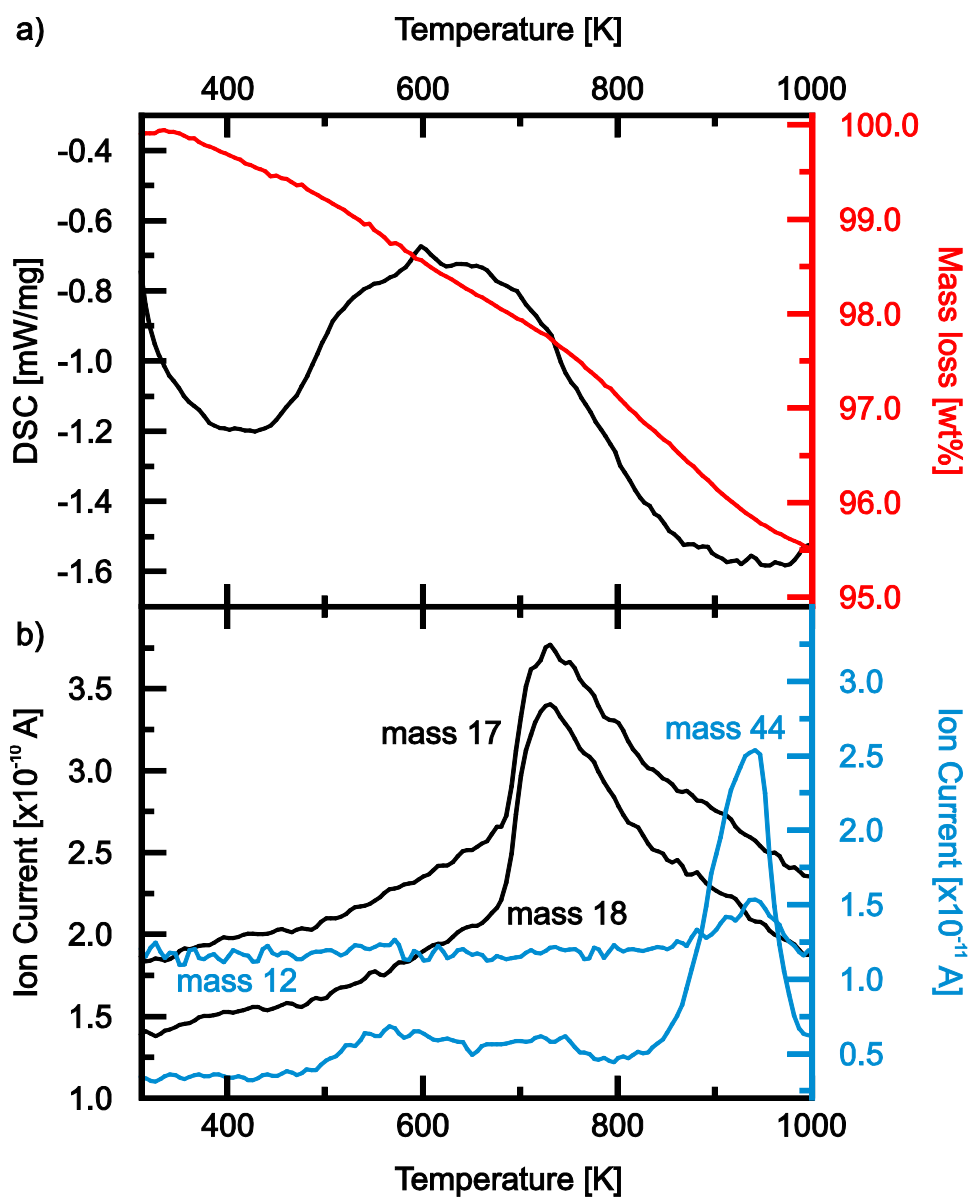 a)
Temperature [K]
400 600 800 1000
DSC [mW/mg]
-0.4
-0.6
-0.8
-1.0
-1.2
-1.4
-1.6
100.0
99.0
98.0
97.0
96.0
95.0
Mass loss [wt%]
b)
Ion Current [x10⁻¹⁰ A]
3.5
3.0
2.5
2.0
1.5
1.0
mass 17
mass 44
mass 18
mass 12
3.0
2.5
2.0
1.5
1.0
0.5
Ion Current [x10⁻¹¹ A]
400 600 800 1000
Temperature [K]